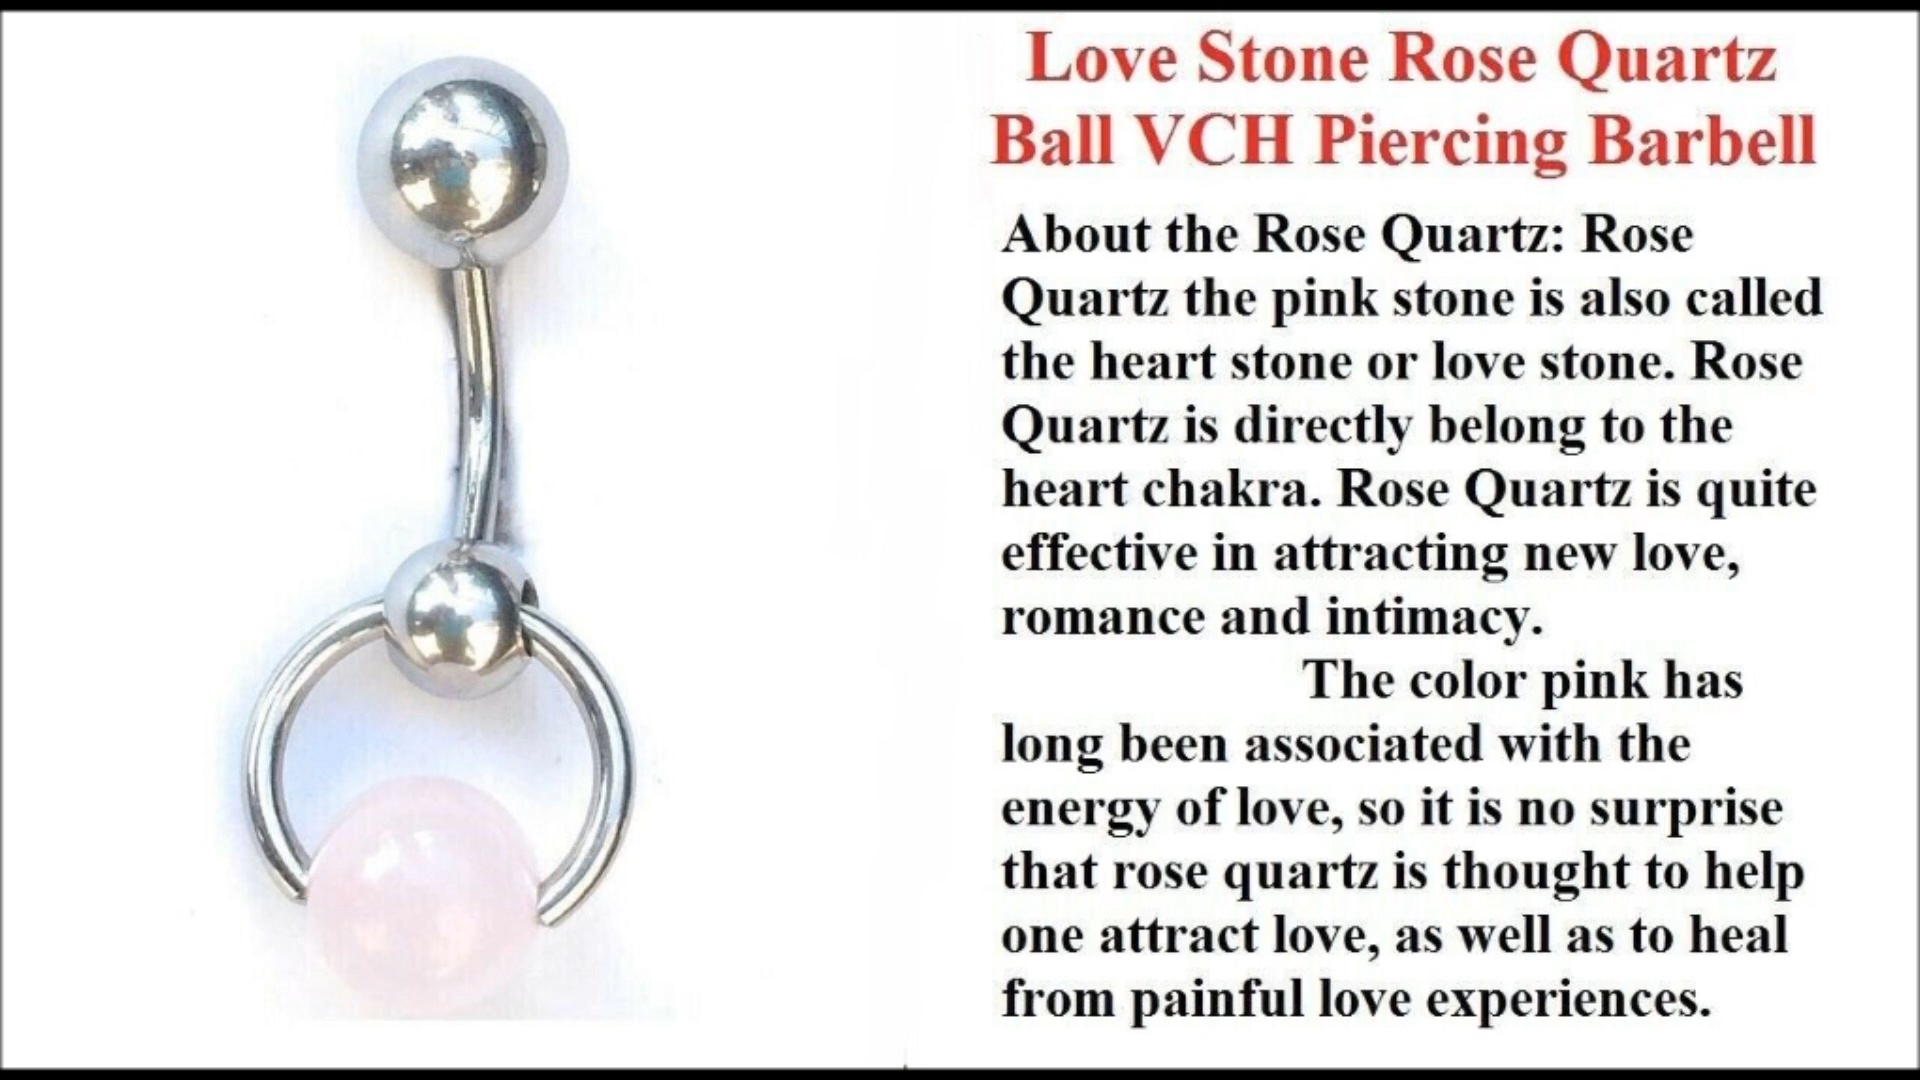 Love Stone Rose Quartz
Ball VCH Piercing Barbell
About the Rose Quartz: Rose
Quartz the pink stone is also called
the heart stone or love stone. Rose
Quartz is directly belong to the
heart chakra. Rose Quartz is quite
effective in attracting new love,
romance and intimacy.
The color pink has
long been associated with the
energy of love, so it is no surprise
that rose quartz is thought to help
one attract love, as well as to heal
from painful love experiences.